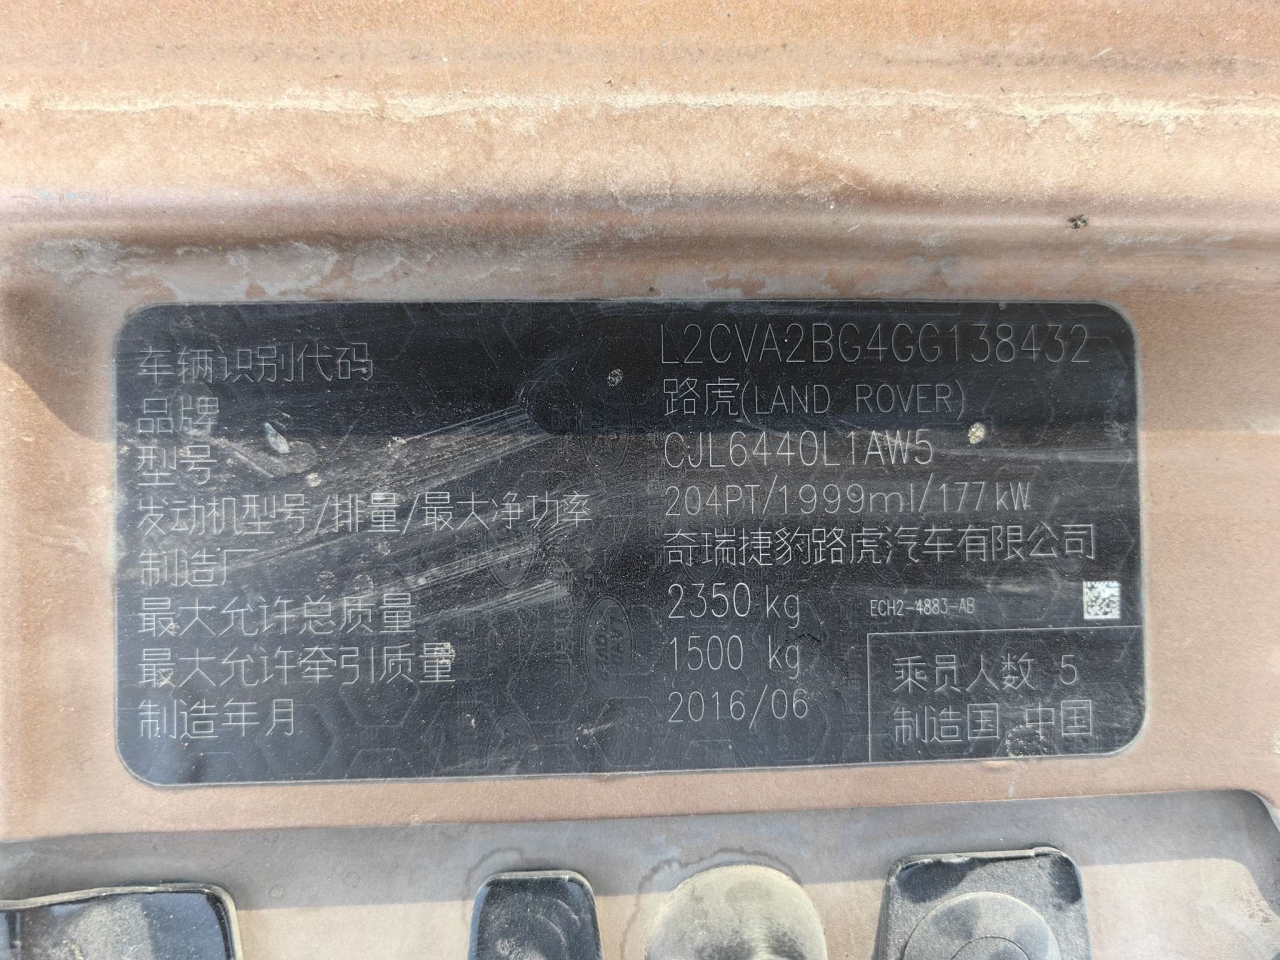 车辆识别代码 L2CVA2BG4GG138432
品牌 路虎(LAND ROVER)
型号 CJL6440L1AW5
发动机型号/排量/最大净功率 204PT/1999ml/177kW
制造厂 奇瑞捷豹路虎汽车有限公司
最大允许总质量 2350 kg ECH2-4883-AB
最大允许牵引质量 1500 kg
制造年月 2016/06
乘员人数 5
制造国 中国